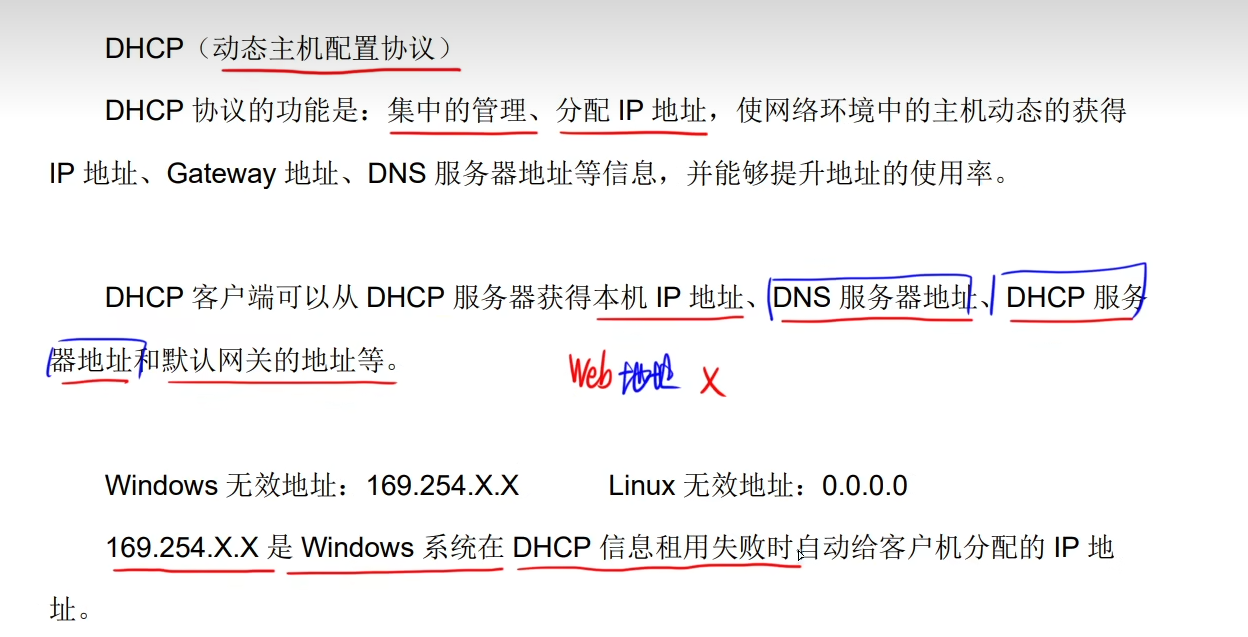 DHCP（动态主机配置协议）
DHCP 协议的功能是：集中的管理、分配 IP 地址，使网络环境中的主机动态的获得
IP 地址、Gateway 地址、DNS 服务器地址等信息，并能够提升地址的使用率。
DHCP 客户端可以从 DHCP 服务器获得本机 IP 地址、DNS 服务器地址、DHCP 服务
器地址和默认网关的地址等。
Web 地址 X
Windows 无效地址：169.254.X.X Linux 无效地址：0.0.0.0
169.254.X.X 是 Windows 系统在 DHCP 信息租用失败时自动给客户机分配的 IP 地
址。